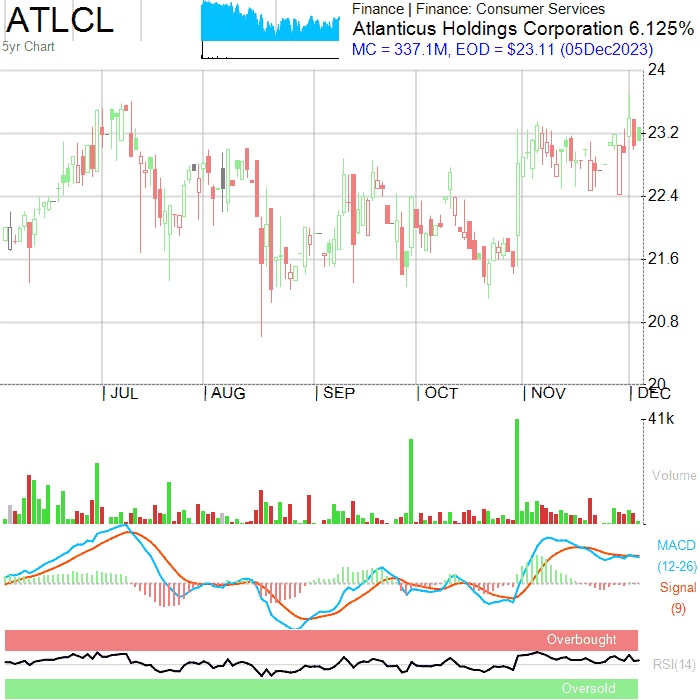 ATLCL
5yr Chart
Finance | Finance: Consumer Services
Atlanticus Holdings Corporation 6.125%
MC = 337.1M, EOD = $23.11 (05Dec2023)
24
23.2
22.4
21.6
20.8
20
| JUL | AUG | SEP | OCT | NOV | DEC
41k
Volume
MACD
(12-26)
Signal
(9)
Overbought
RSI(14)
Oversold